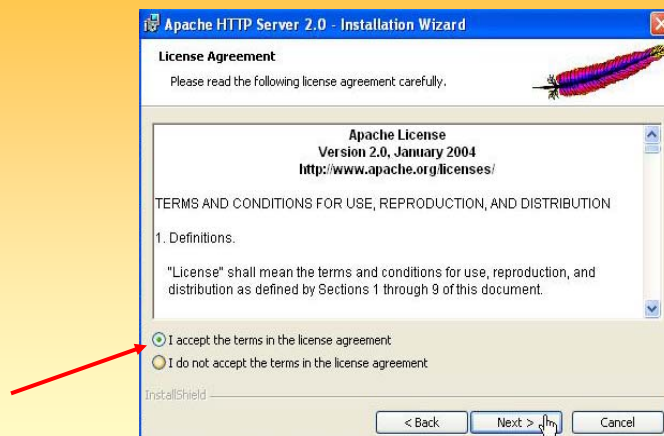 Apache HTTP Server 2.0 - Installation Wizard
License Agreement
Please read the following license agreement carefully.
Apache License
Version 2.0, January 2004
http://www.apache.org/licenses/
TERMS AND CONDITIONS FOR USE, REPRODUCTION, AND DISTRIBUTION
1. Definitions.
"License" shall mean the terms and conditions for use, reproduction, and
distribution as defined by Sections 1 through 9 of this document.
I accept the terms in the license agreement
I do not accept the terms in the license agreement
InstallShield
< Back Next > Cancel